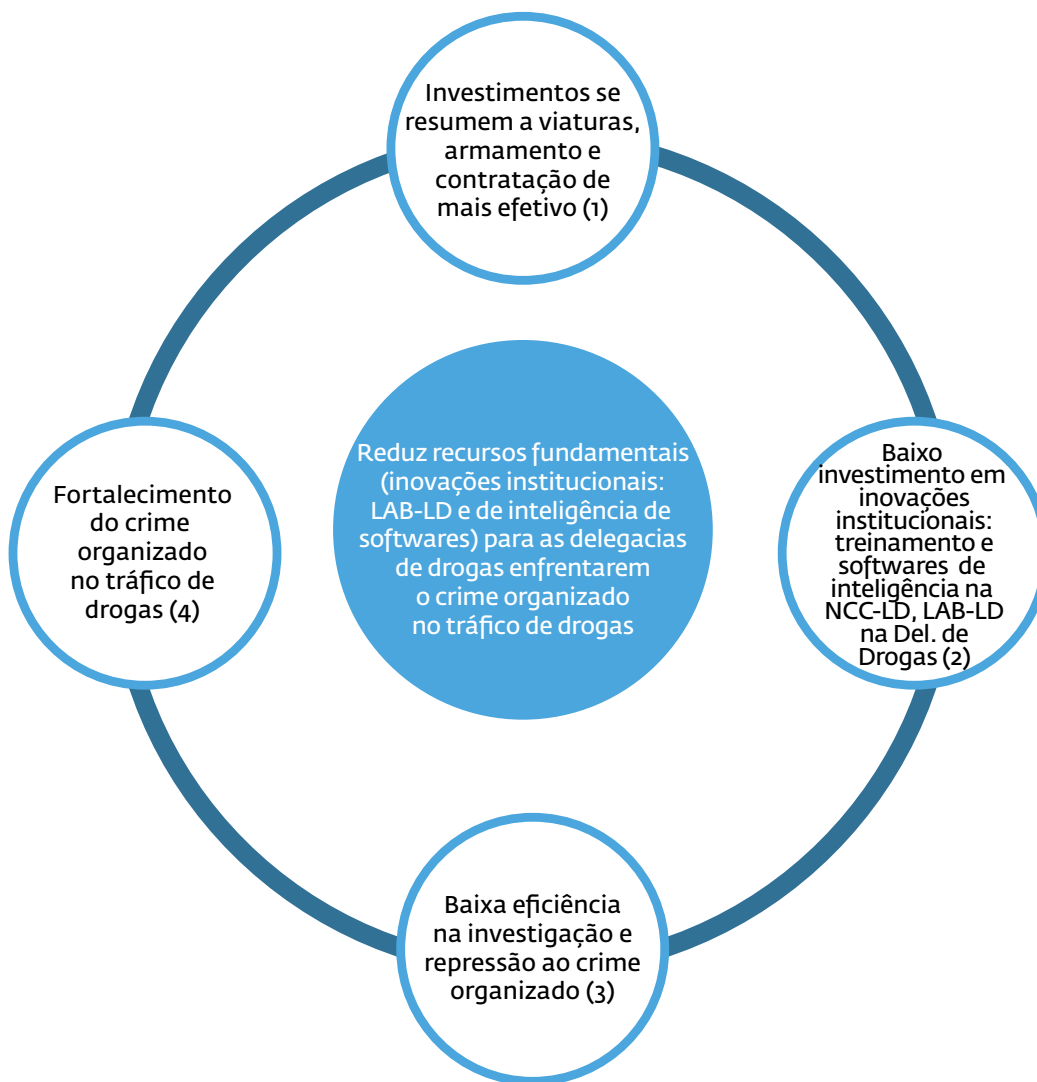 Investimentos se
resumem a viaturas,
armamento e
contratação de
mais efetivo (1)
Reduz recursos fundamentais
(inovações institucionais:
LAB-LD e de inteligência de
softwares) para as delegacias
de drogas enfrentarem
o crime organizado
no tráfico de drogas
Baixo
investimento em
inovações
institucionais:
treinamento e
softwares de
inteligência na
NCC-LD, LAB-LD
na Del. de
Drogas (2)
Fortalecimento
do crime
organizado
no tráfico de
drogas (4)
Baixa eficiência
na investigação e
repressão ao crime
organizado (3)